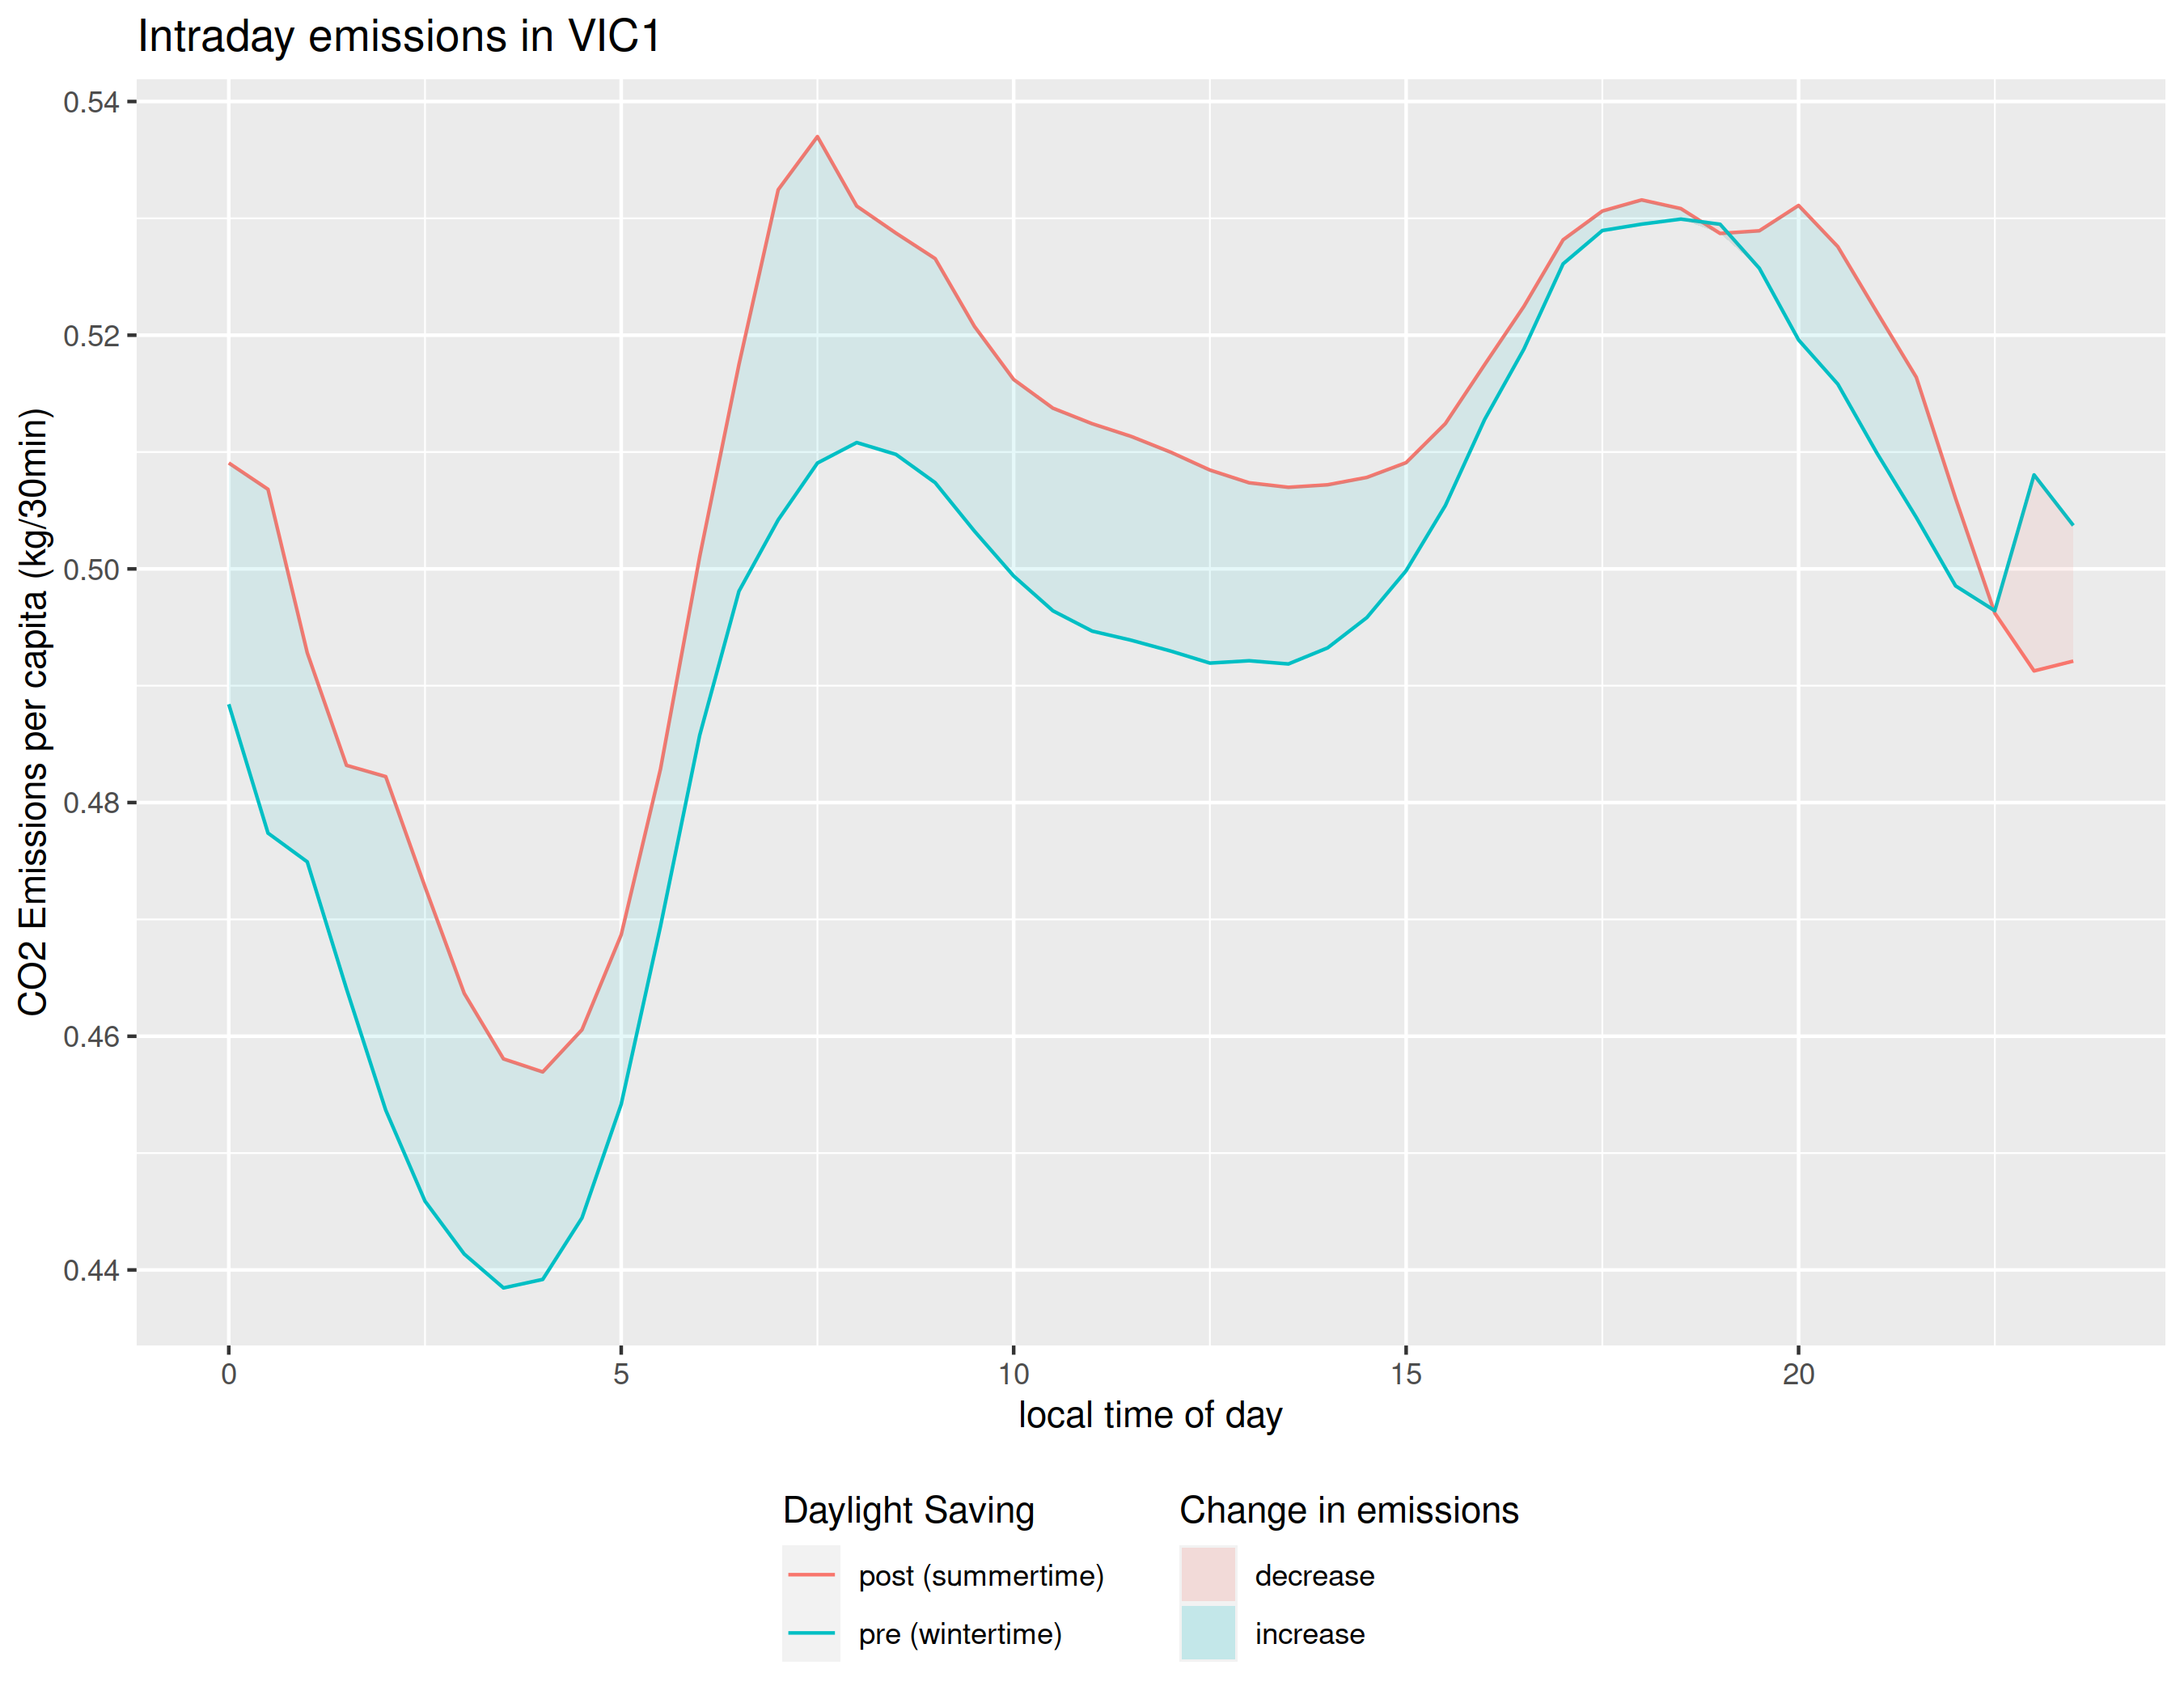 Intraday emissions in VIC1
CO2 Emissions per capita (kg/30min)
0.54
0.52
0.50
0.48
0.46
0.44
0 5 10 15 20
local time of day
Daylight Saving
post (summertime)
pre (wintertime)
Change in emissions
decrease
increase